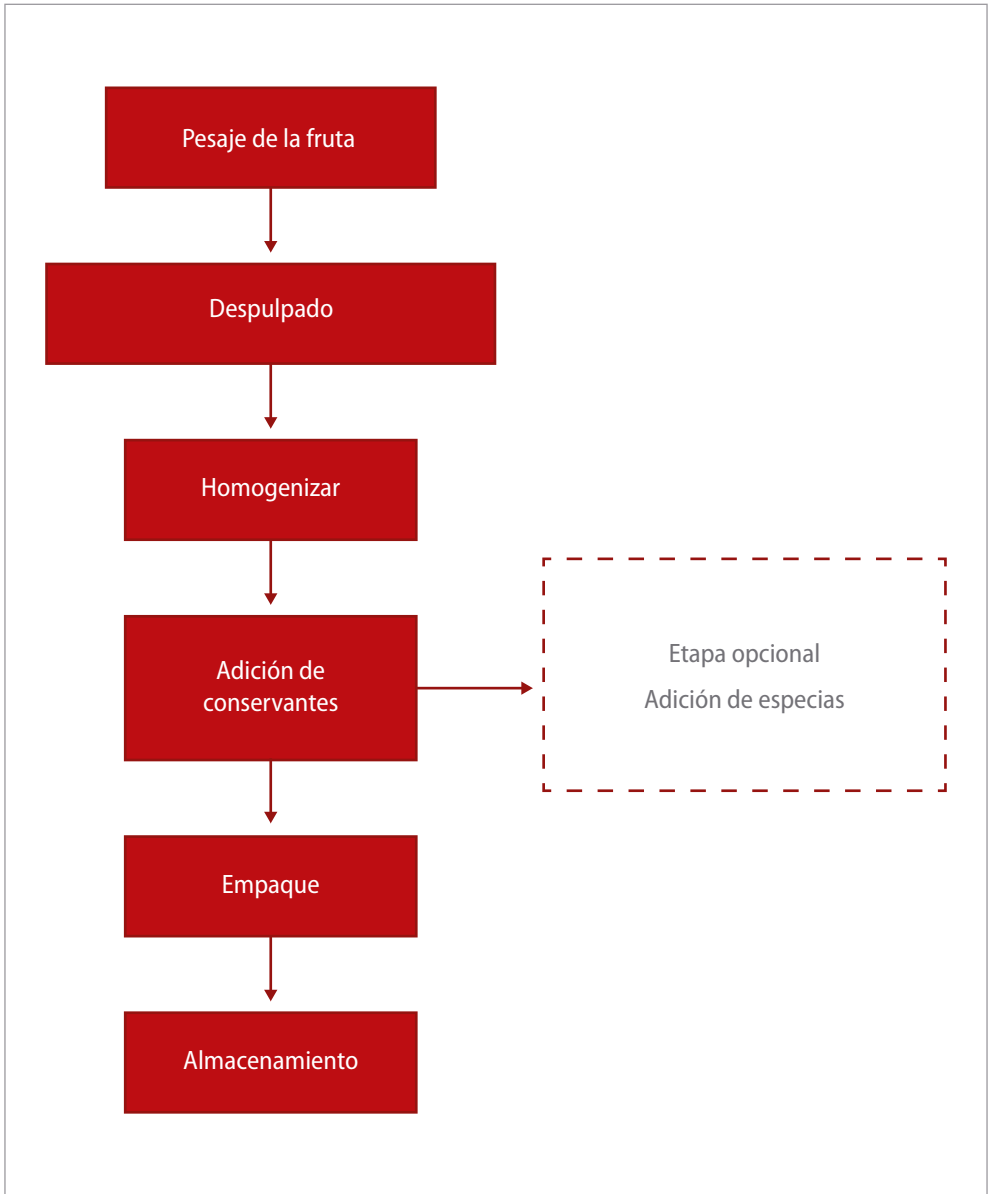 Pesaje de la fruta
Despulpado
Homogenizar
Adición de
conservantes
Etapa opcional
Adición de especias
Empaque
Almacenamiento